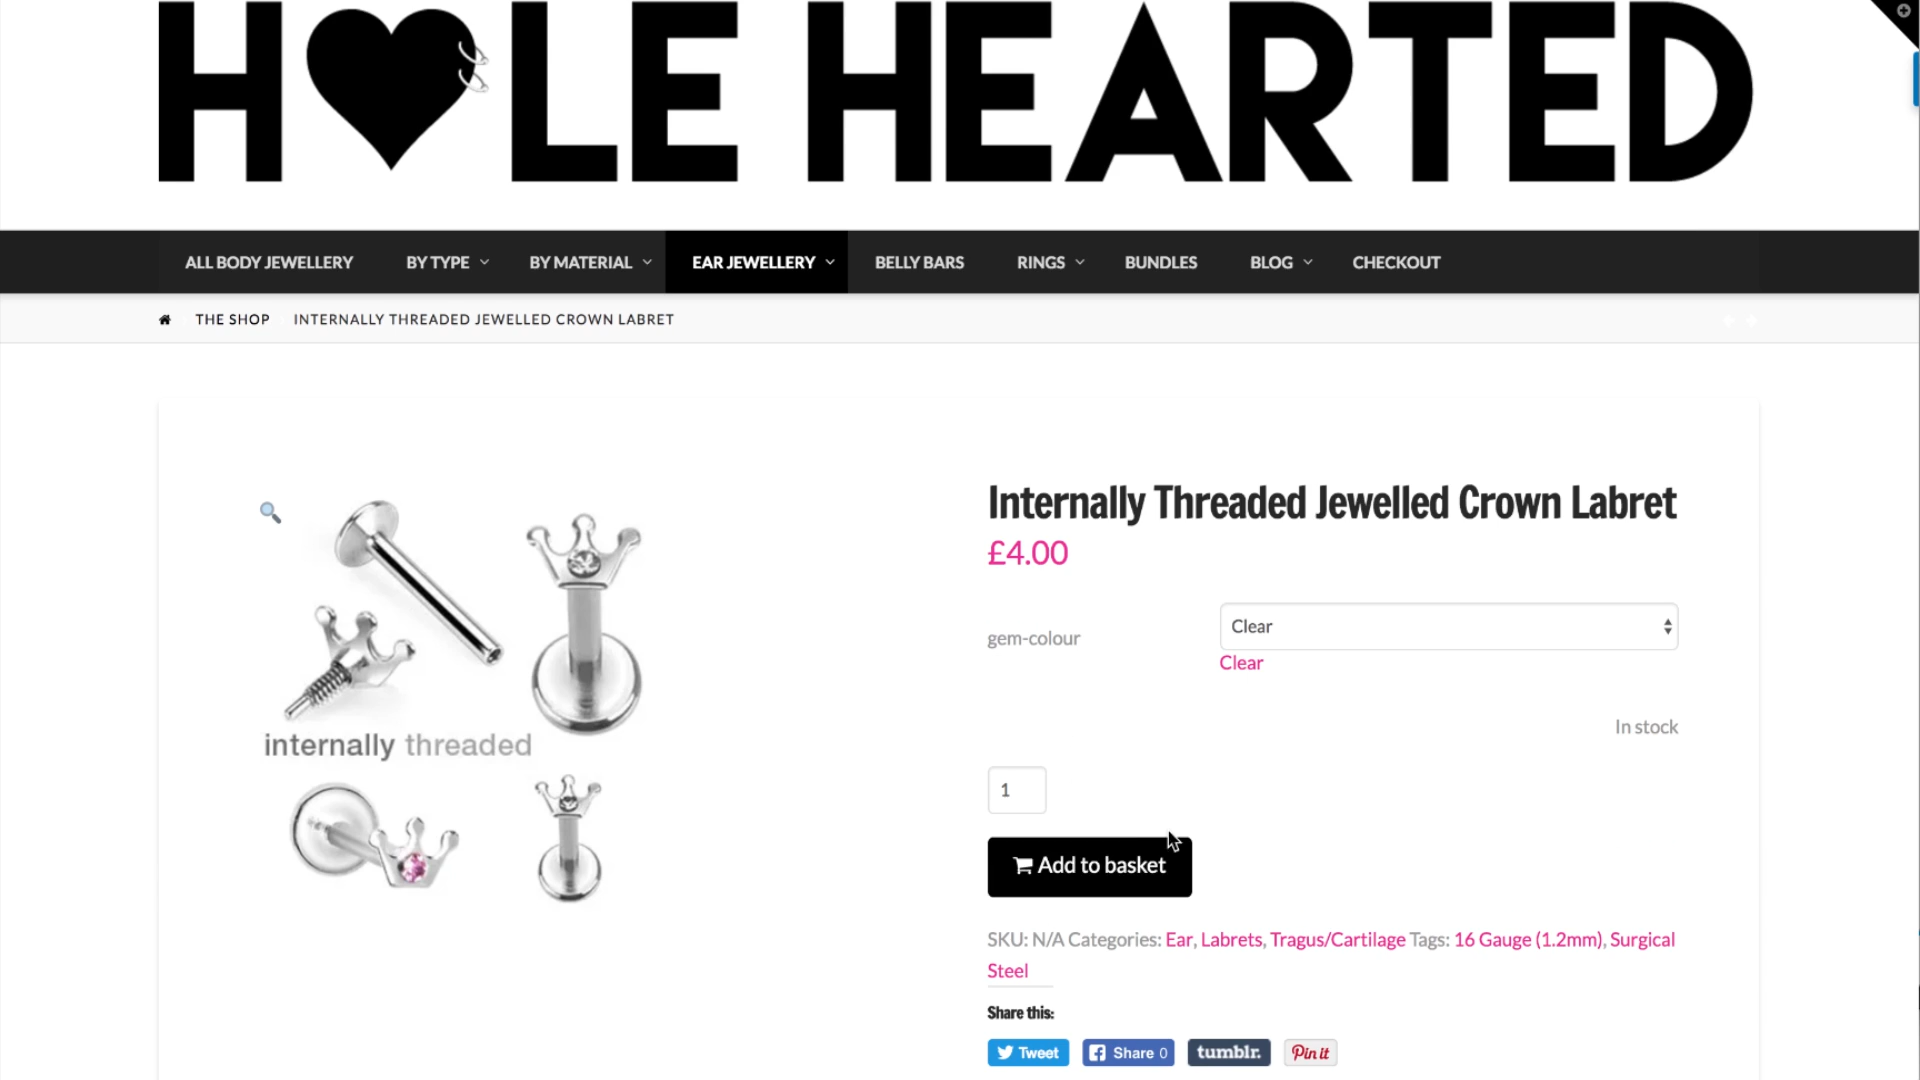 H LE HEARTED
ALL BODY JEWELLERY BY TYPE BY MATERIAL EAR JEWELLERY BELLY BARS RINGS BUNDLES BLOG CHECKOUT
THE SHOP INTERNALLY THREADED JEWELLED CROWN LABRET
Internally Threaded Jewelled Crown Labret
£4.00
gem-colour
Clear
Clear
In stock
1
Add to basket
SKU: N/A Categories: Ear, Labrets, Tragus/Cartilage Tags: 16 Gauge (1.2mm), Surgical
Steel
Share this:
Tweet Share 0 tumblr. Pin it
internally threaded